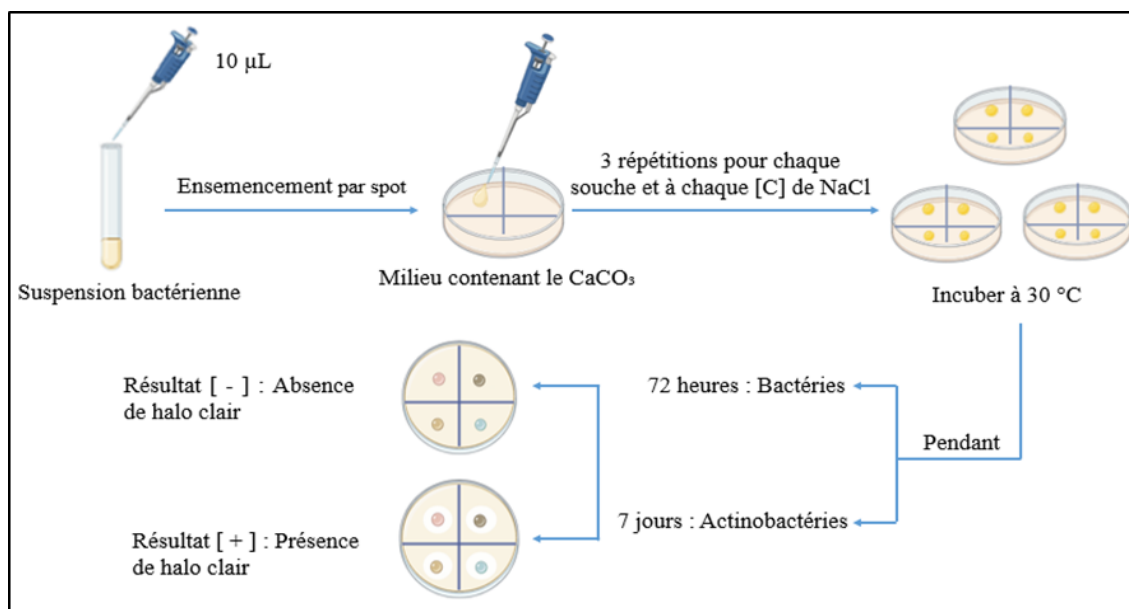 10 µL
Ensemencement par spot
3 répétitions pour chaque
souche et à chaque [C] de NaCl
Suspension bactérienne
Milieu contenant le CaCO₃
Incuber à 30 °C
Résultat [ - ] : Absence
de halo clair
72 heures : Bactéries
Pendant
7 jours : Actinobactéries
Résultat [ + ] : Présence
de halo clair